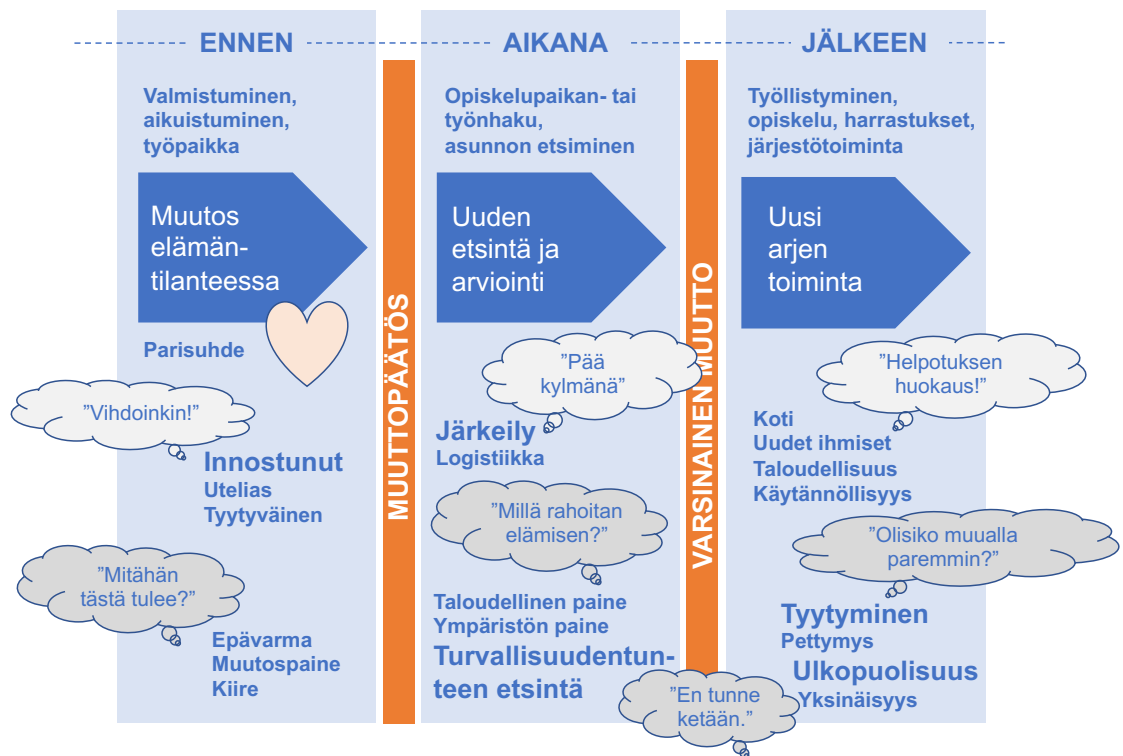 ENNEN
Valmistuminen,
aikuistuminen,
työpaikka
Muutos
elämän-
tilanteessa
Parisuhde
”Vihdoinkin!”
Innostunut
Utelias
Tyytyväinen
”Mitähän
tästä tulee?”
Epävarma
Muutospaine
Kiire
MUUTTOPÄÄTÖS
AIKANA
Opiskelupaikan- tai
työnhaku,
asunnon etsiminen
Uuden
etsintä ja
arviointi
”Pää
kylmänä”
Järkeily
Logistiikka
”Millä rahoitan
elämisen?”
Taloudellinen paine
Ympäristön paine
Turvallisuudentun-
teen etsintä
VARSINAINEN MUUTTO
”En tunne
ketään.”
JÄLKEEN
Työllistyminen,
opiskelu, harrastukset,
järjestötoiminta
Uusi
arjen
toiminta
”Helpotuksen
huokaus!”
Koti
Uudet ihmiset
Taloudellisuus
Käytännöllisyys
”Olisiko muualla
paremmin?”
Tyytyminen
Pettymys
Ulkopuolisuus
Yksinäisyys